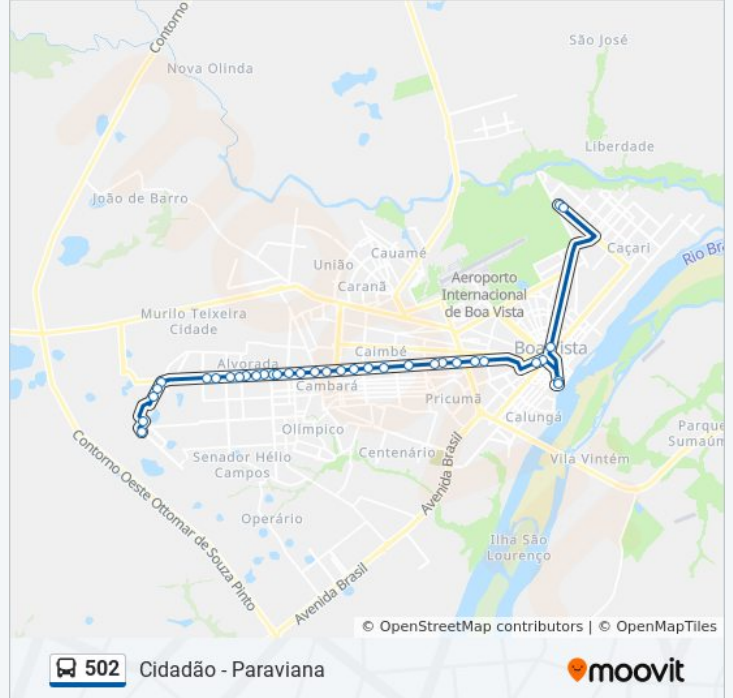 São José
Contorno
Nova Olinda
Liberdade
João de Barro
Caçari
Rio Br
Cauamé
União
Caranã
Aeroporto
Internacional
de Boa Vista
Murilo Teixeira
Cidade
Boa Vista
Alvorada
Caimbé
Cambará
Pricumã
Calungá
Olímpico
Parque
Sumaúm
Senador Hélio
Campos
Centenário
Vila Vintém
Avenida Brasil
Contorno Oeste Ottomar de Souza Pinto
Operário
Ilha São
Lourenço
Avenida Brasil
© OpenStreetMap contributors | © OpenMapTiles
502 Cidadão - Paraviana
moovit